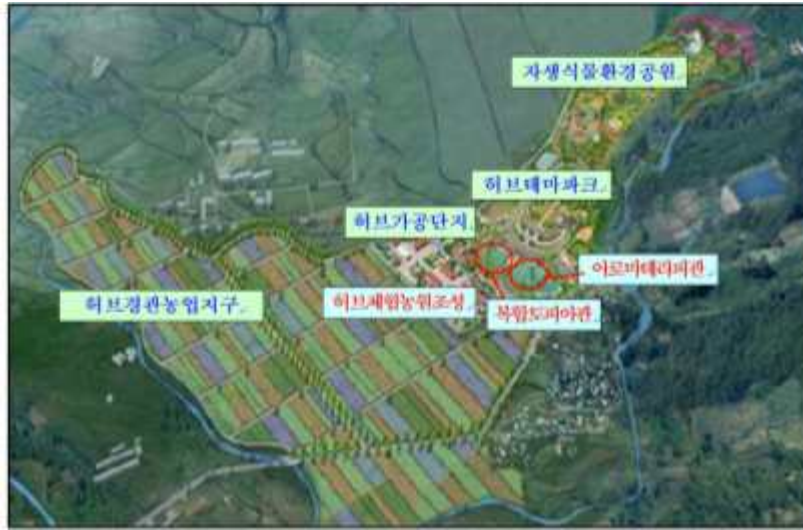 자생식물환경공원
허브테마파크
허브가공단지
아로마테라피관
허브경관농업지구
허브체험농원조성
복합토피아관